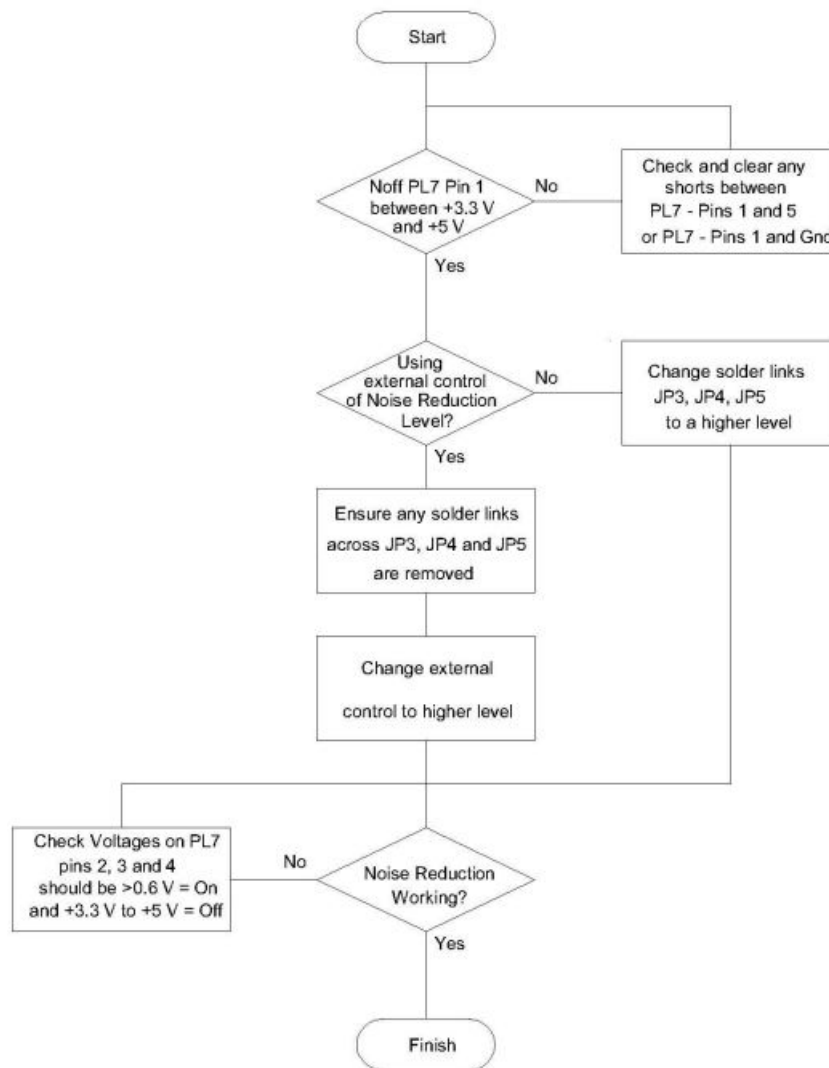 Start
Noff PL7 Pin 1
between +3.3 V
and +5 V
No
Check and clear any
shorts between
PL7 - Pins 1 and 5
or PL7 - Pins 1 and Gnd
Yes
Using
external control
of Noise Reduction
Level?
No
Change solder links
JP3, JP4, JP5
to a higher level
Yes
Ensure any solder links
across JP3, JP4 and JP5
are removed
Change external
control to higher level
Check Voltages on PL7
pins 2, 3 and 4
should be >0.6 V = On
and +3.3 V to +5 V = Off
No
Noise Reduction
Working?
Yes
Finish